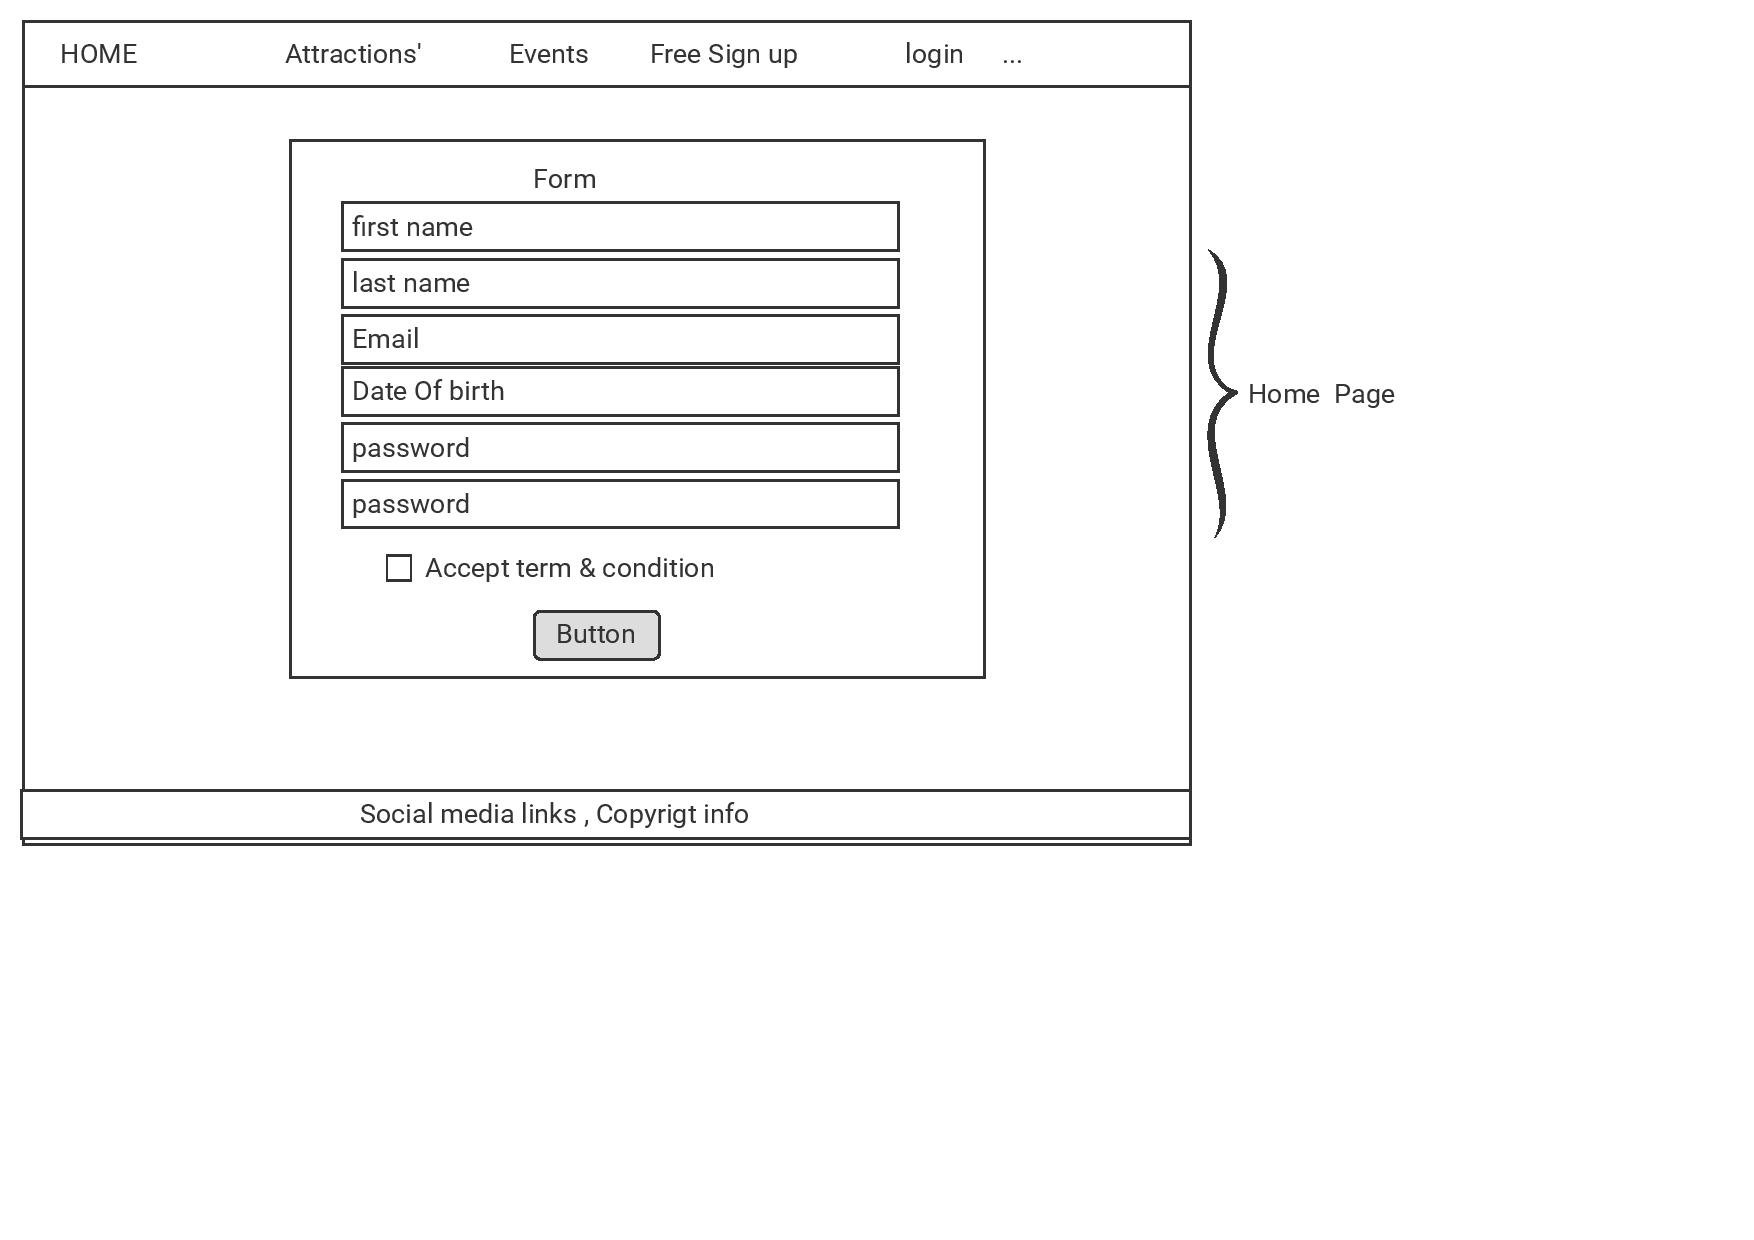 HOME Attractions' Events Free Sign up login ...
Form
first name
last name
Email
Date Of birth
password
password
Accept term & condition
Button
Home Page
Social media links , Copyrigt info